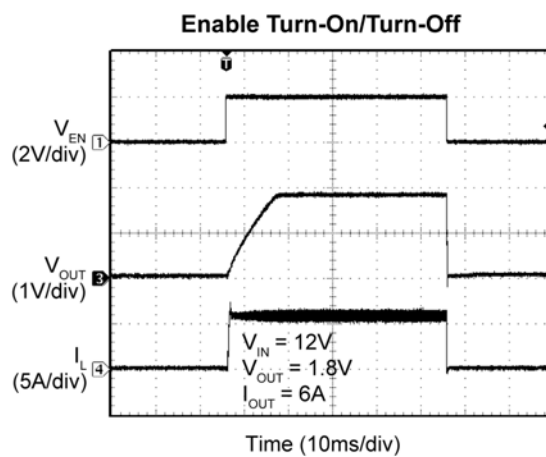 Enable Turn-On/Turn-Off
T
V_EN
(2V/div)
1
V_OUT
(1V/div)
3
I_L
(5A/div)
4
V_IN = 12V
V_OUT = 1.8V
I_OUT = 6A
Time (10ms/div)